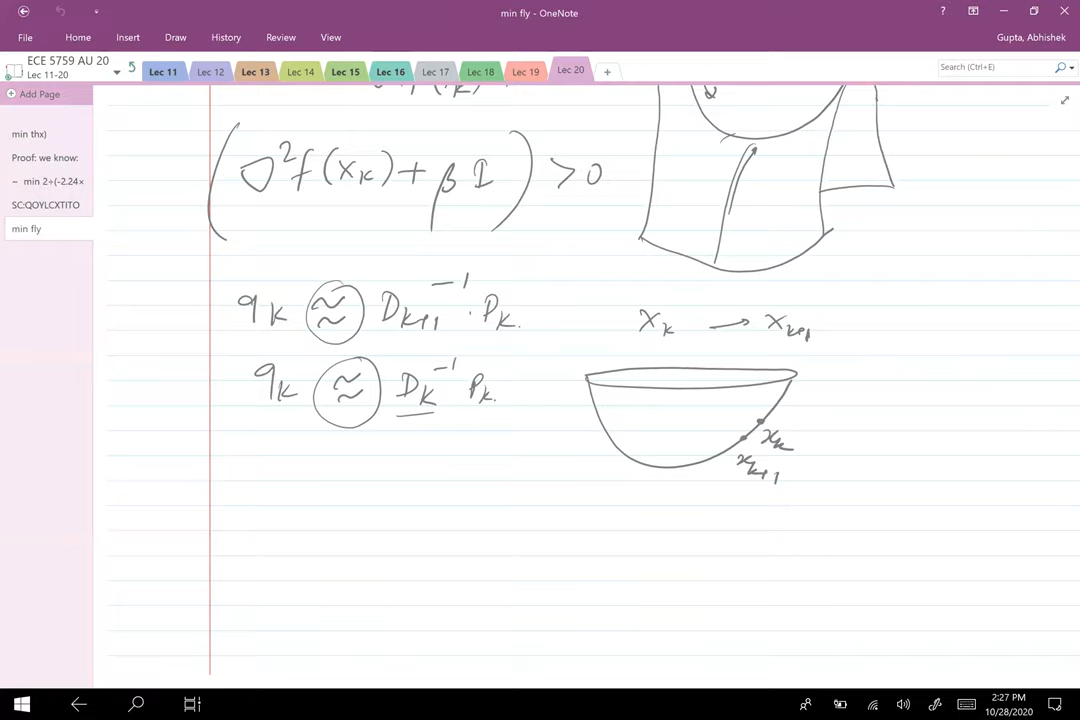 min fly - OneNote
Gupta, Abhishek
File Home Insert Draw History Review View
ECE 5759 AU 20
Lec 11-20
Lec 11 Lec 12 Lec 13 Lec 14 Lec 15 Lec 16 Lec 17 Lec 18 Lec 19 Lec 20
Search (Ctrl+E)
Add Page
min thx)
Proof: we know:
~ min 2÷(-2.24×
SC:QOYLCXTITO
min fly
(∇²f(x_k) + β I) > 0
q_k ≈ D_{k+1}^{-1} · P_k.
x_k → x_{k+1}
q_k ≈ D_k^{-1} P_k.
x_k
x_{k+1}
2:27 PM
10/28/2020